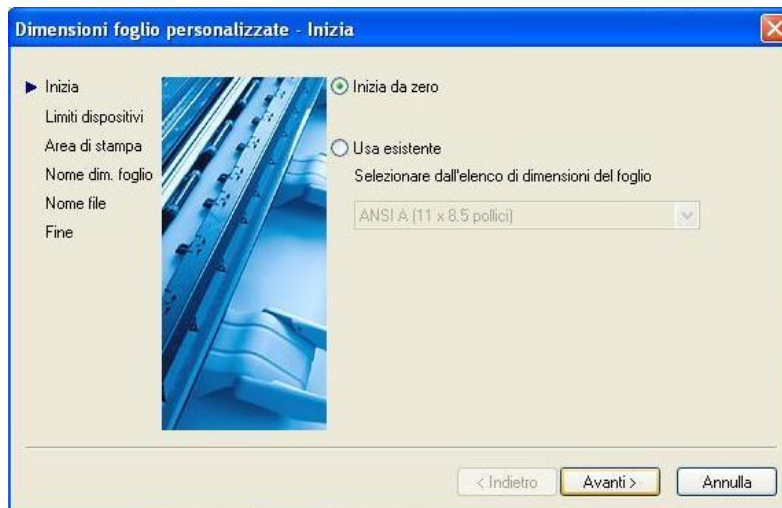 Dimensioni foglio personalizzate - Inizia
Inizia
Limiti dispositivi
Area di stampa
Nome dim. foglio
Nome file
Fine
Inizia da zero
Usa esistente
Selezionare dall'elenco di dimensioni del foglio
ANSI A (11 x 8.5 pollici)
< Indietro
Avanti >
Annulla